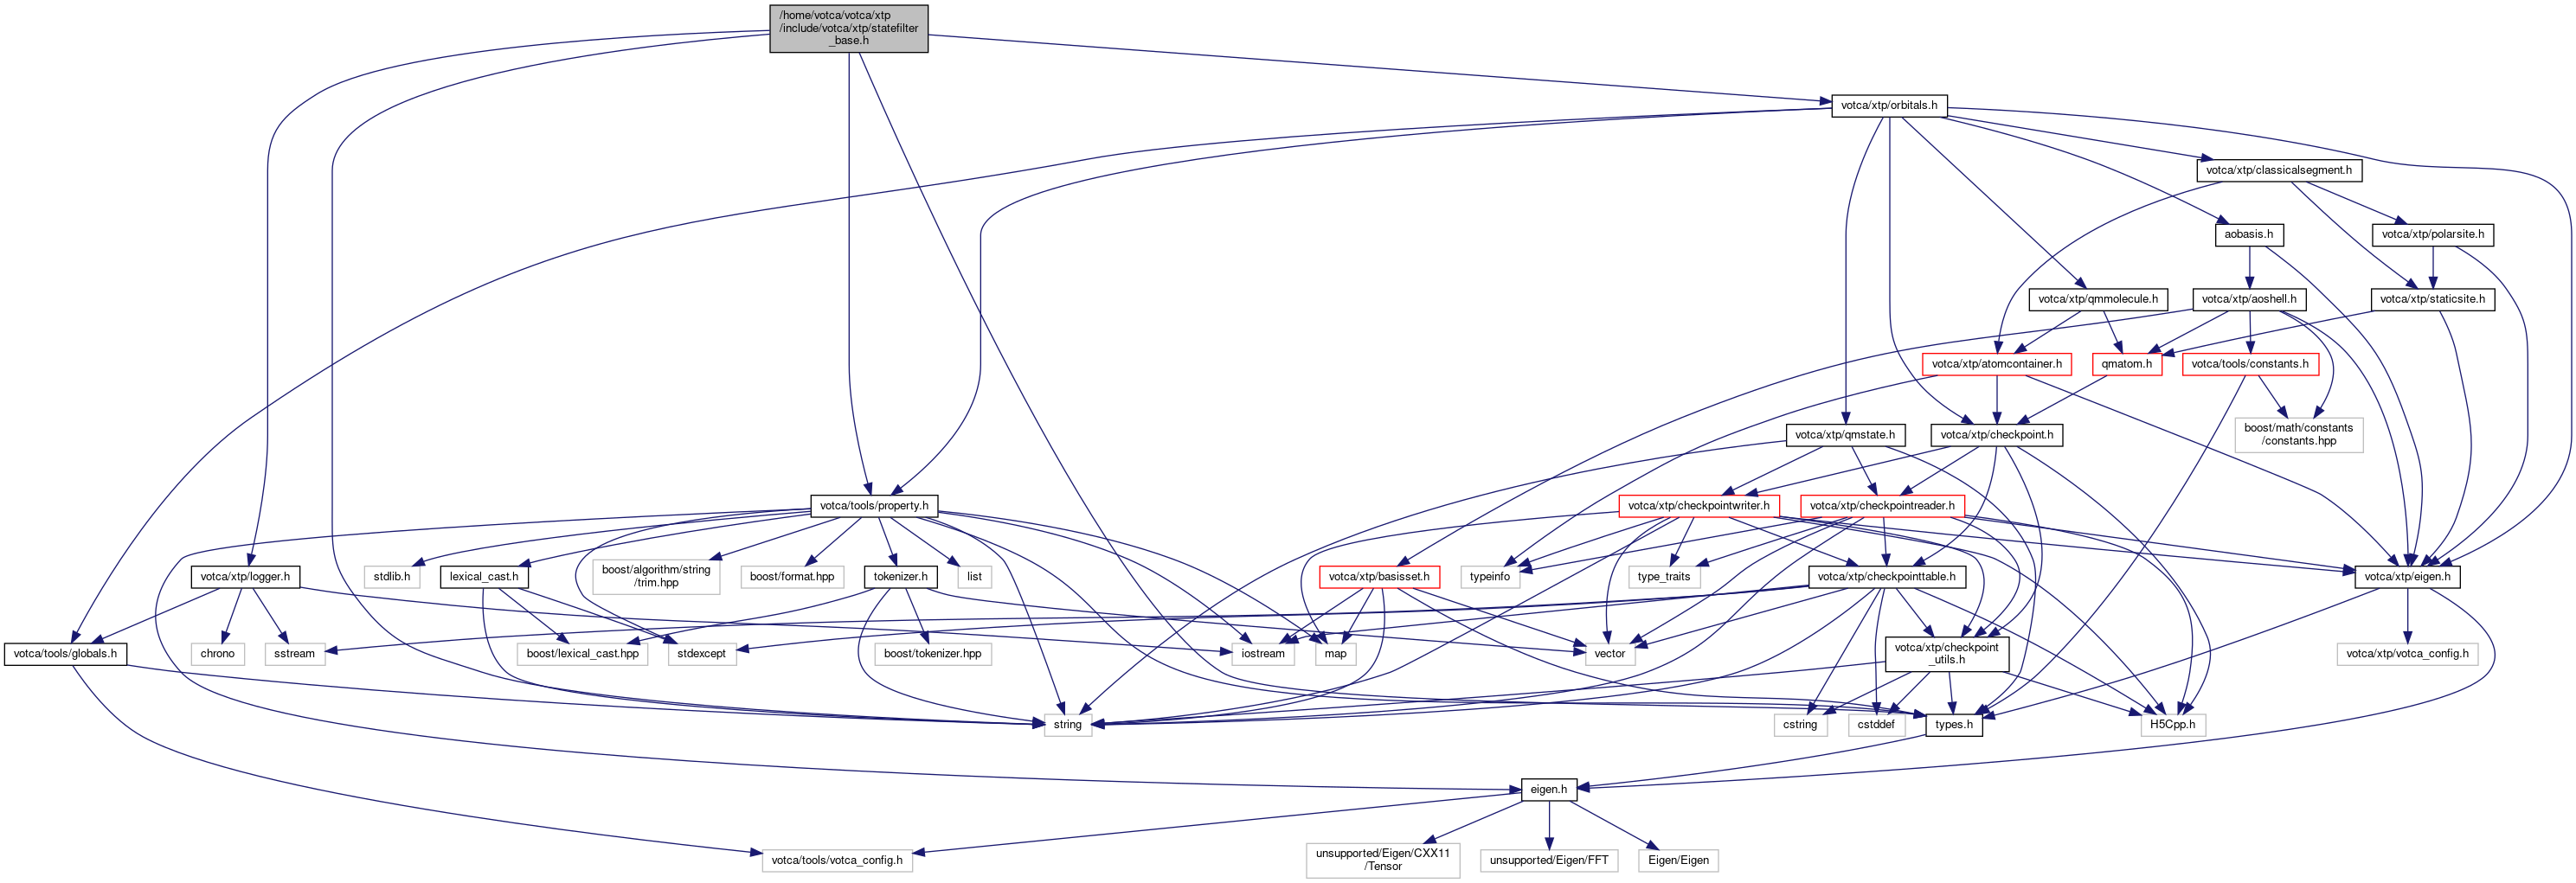 /home/votca/votca/xtp
/include/votca/xtp/statefilter
_base.h
votca/xtp/orbitals.h
votca/xtp/classicalsegment.h
aobasis.h
votca/xtp/polarsite.h
votca/xtp/qmmolecule.h
votca/xtp/aoshell.h
votca/xtp/staticsite.h
votca/xtp/atomcontainer.h
qmatom.h
votca/tools/constants.h
votca/xtp/qmstate.h
votca/xtp/checkpoint.h
boost/math/constants
/constants.hpp
votca/tools/property.h
votca/xtp/checkpointwriter.h
votca/xtp/checkpointreader.h
votca/xtp/logger.h
stdlib.h
lexical_cast.h
boost/algorithm/string
/trim.hpp
boost/format.hpp
tokenizer.h
list
votca/xtp/basisset.h
typeinfo
type_traits
votca/xtp/checkpointtable.h
votca/xtp/eigen.h
votca/tools/globals.h
chrono
sstream
boost/lexical_cast.hpp
stdexcept
boost/tokenizer.hpp
iostream
map
vector
votca/xtp/checkpoint
_utils.h
votca/xtp/votca_config.h
string
cstring
cstddef
types.h
H5Cpp.h
eigen.h
votca/tools/votca_config.h
unsupported/Eigen/CXX11
/Tensor
unsupported/Eigen/FFT
Eigen/Eigen